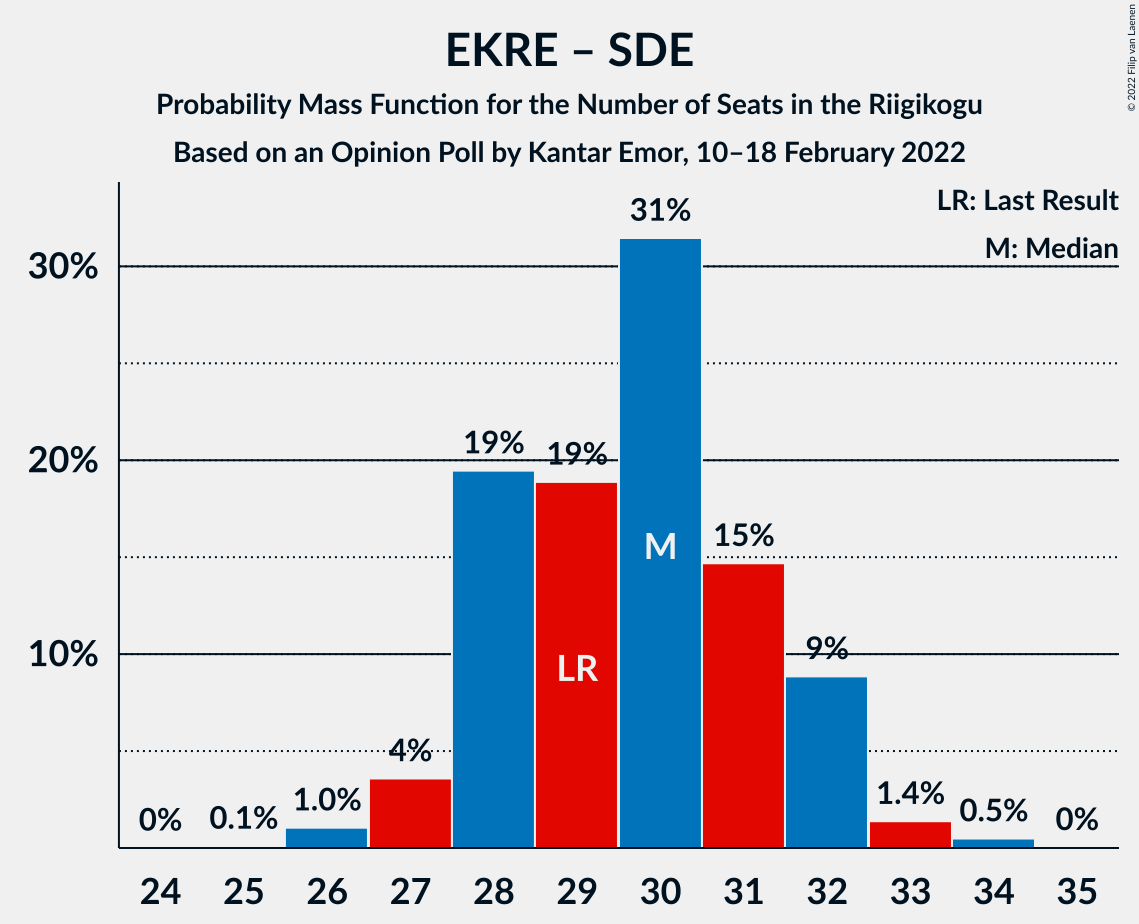 EKRE – SDE
Probability Mass Function for the Number of Seats in the Riigikogu
Based on an Opinion Poll by Kantar Emor, 10–18 February 2022
© 2022 Filip van Laenen
LR: Last Result
M: Median
30%
20%
10%
0%
0.1%
1.0%
4%
19%
19%
31%
15%
9%
1.4%
0.5%
0%
LR
M
24 25 26 27 28 29 30 31 32 33 34 35